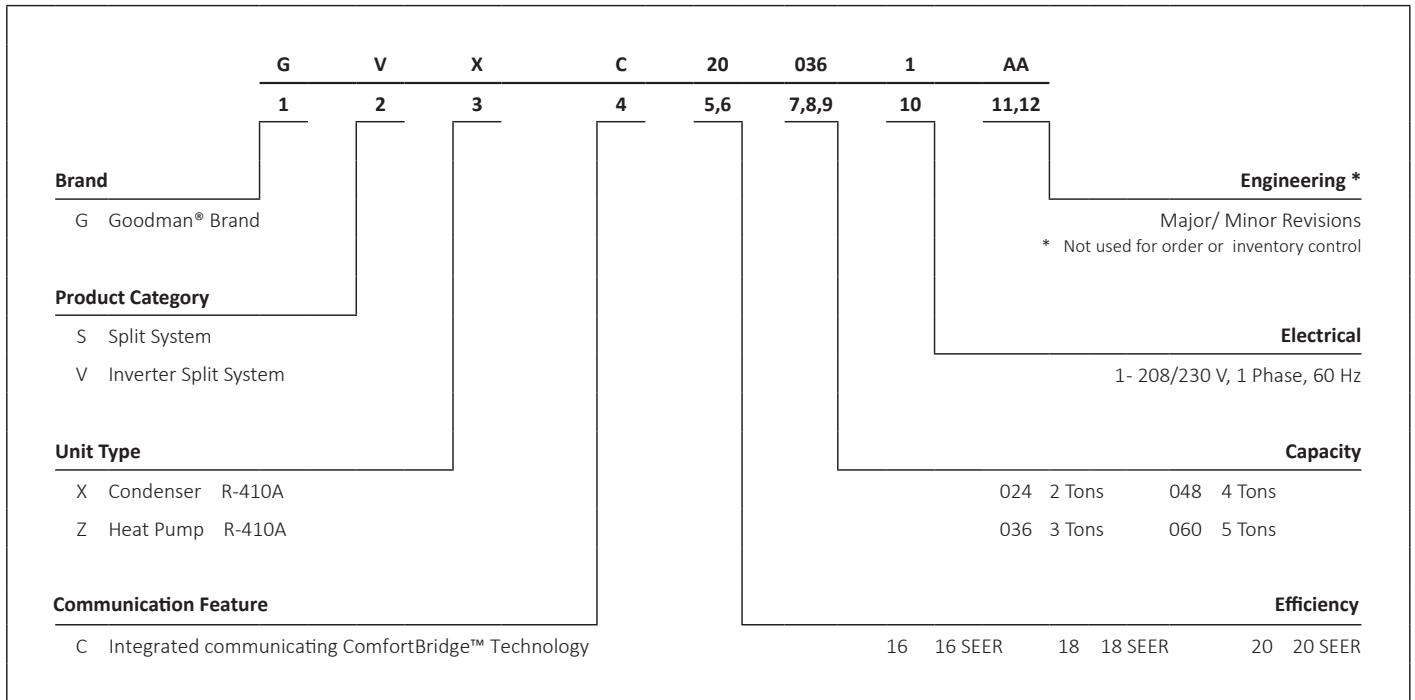 G V X C 20 036 1 AA
1 2 3 4 5,6 7,8,9 10 11,12
Brand
G Goodman® Brand
Engineering *
Major/ Minor Revisions
* Not used for order or inventory control
Product Category
S Split System
V Inverter Split System
Electrical
1- 208/230 V, 1 Phase, 60 Hz
Unit Type
X Condenser R-410A
Z Heat Pump R-410A
Capacity
024 2 Tons 048 4 Tons
036 3 Tons 060 5 Tons
Communication Feature
C Integrated communicating ComfortBridge™ Technology
Efficiency
16 16 SEER 18 18 SEER 20 20 SEER